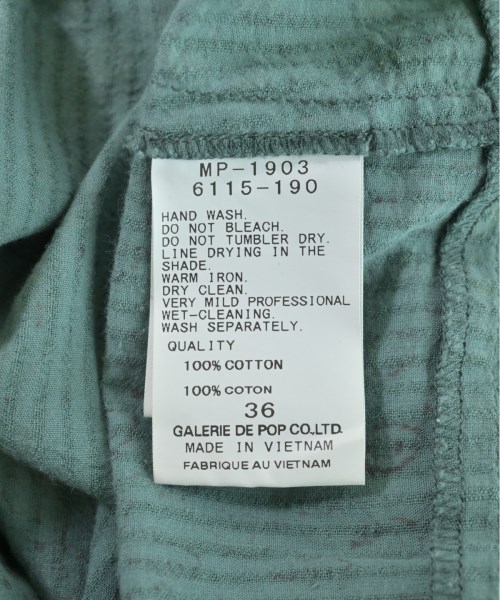 MP-1903
6115-190
HAND WASH.
DO NOT BLEACH.
DO NOT TUMBLER DRY.
LINE DRYING IN THE
SHADE.
WARM IRON.
DRY CLEAN.
VERY MILD PROFESSIONAL
WET-CLEANING.
WASH SEPARATELY.
QUALITY
100% COTTON
100% COTON
36
GALERIE DE POP CO.LTD.
MADE IN VIETNAM
FABRIQUE AU VIETNAM